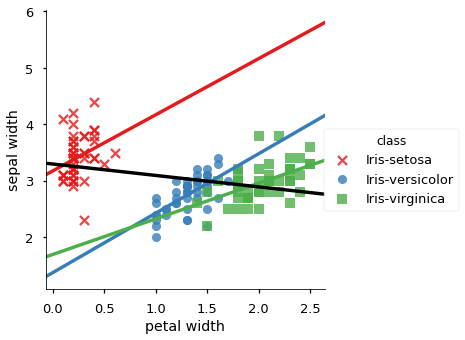 6
5
4
3
2
sepal width
0.0 0.5 1.0 1.5 2.0 2.5
petal width
class
Iris-setosa
Iris-versicolor
Iris-virginica